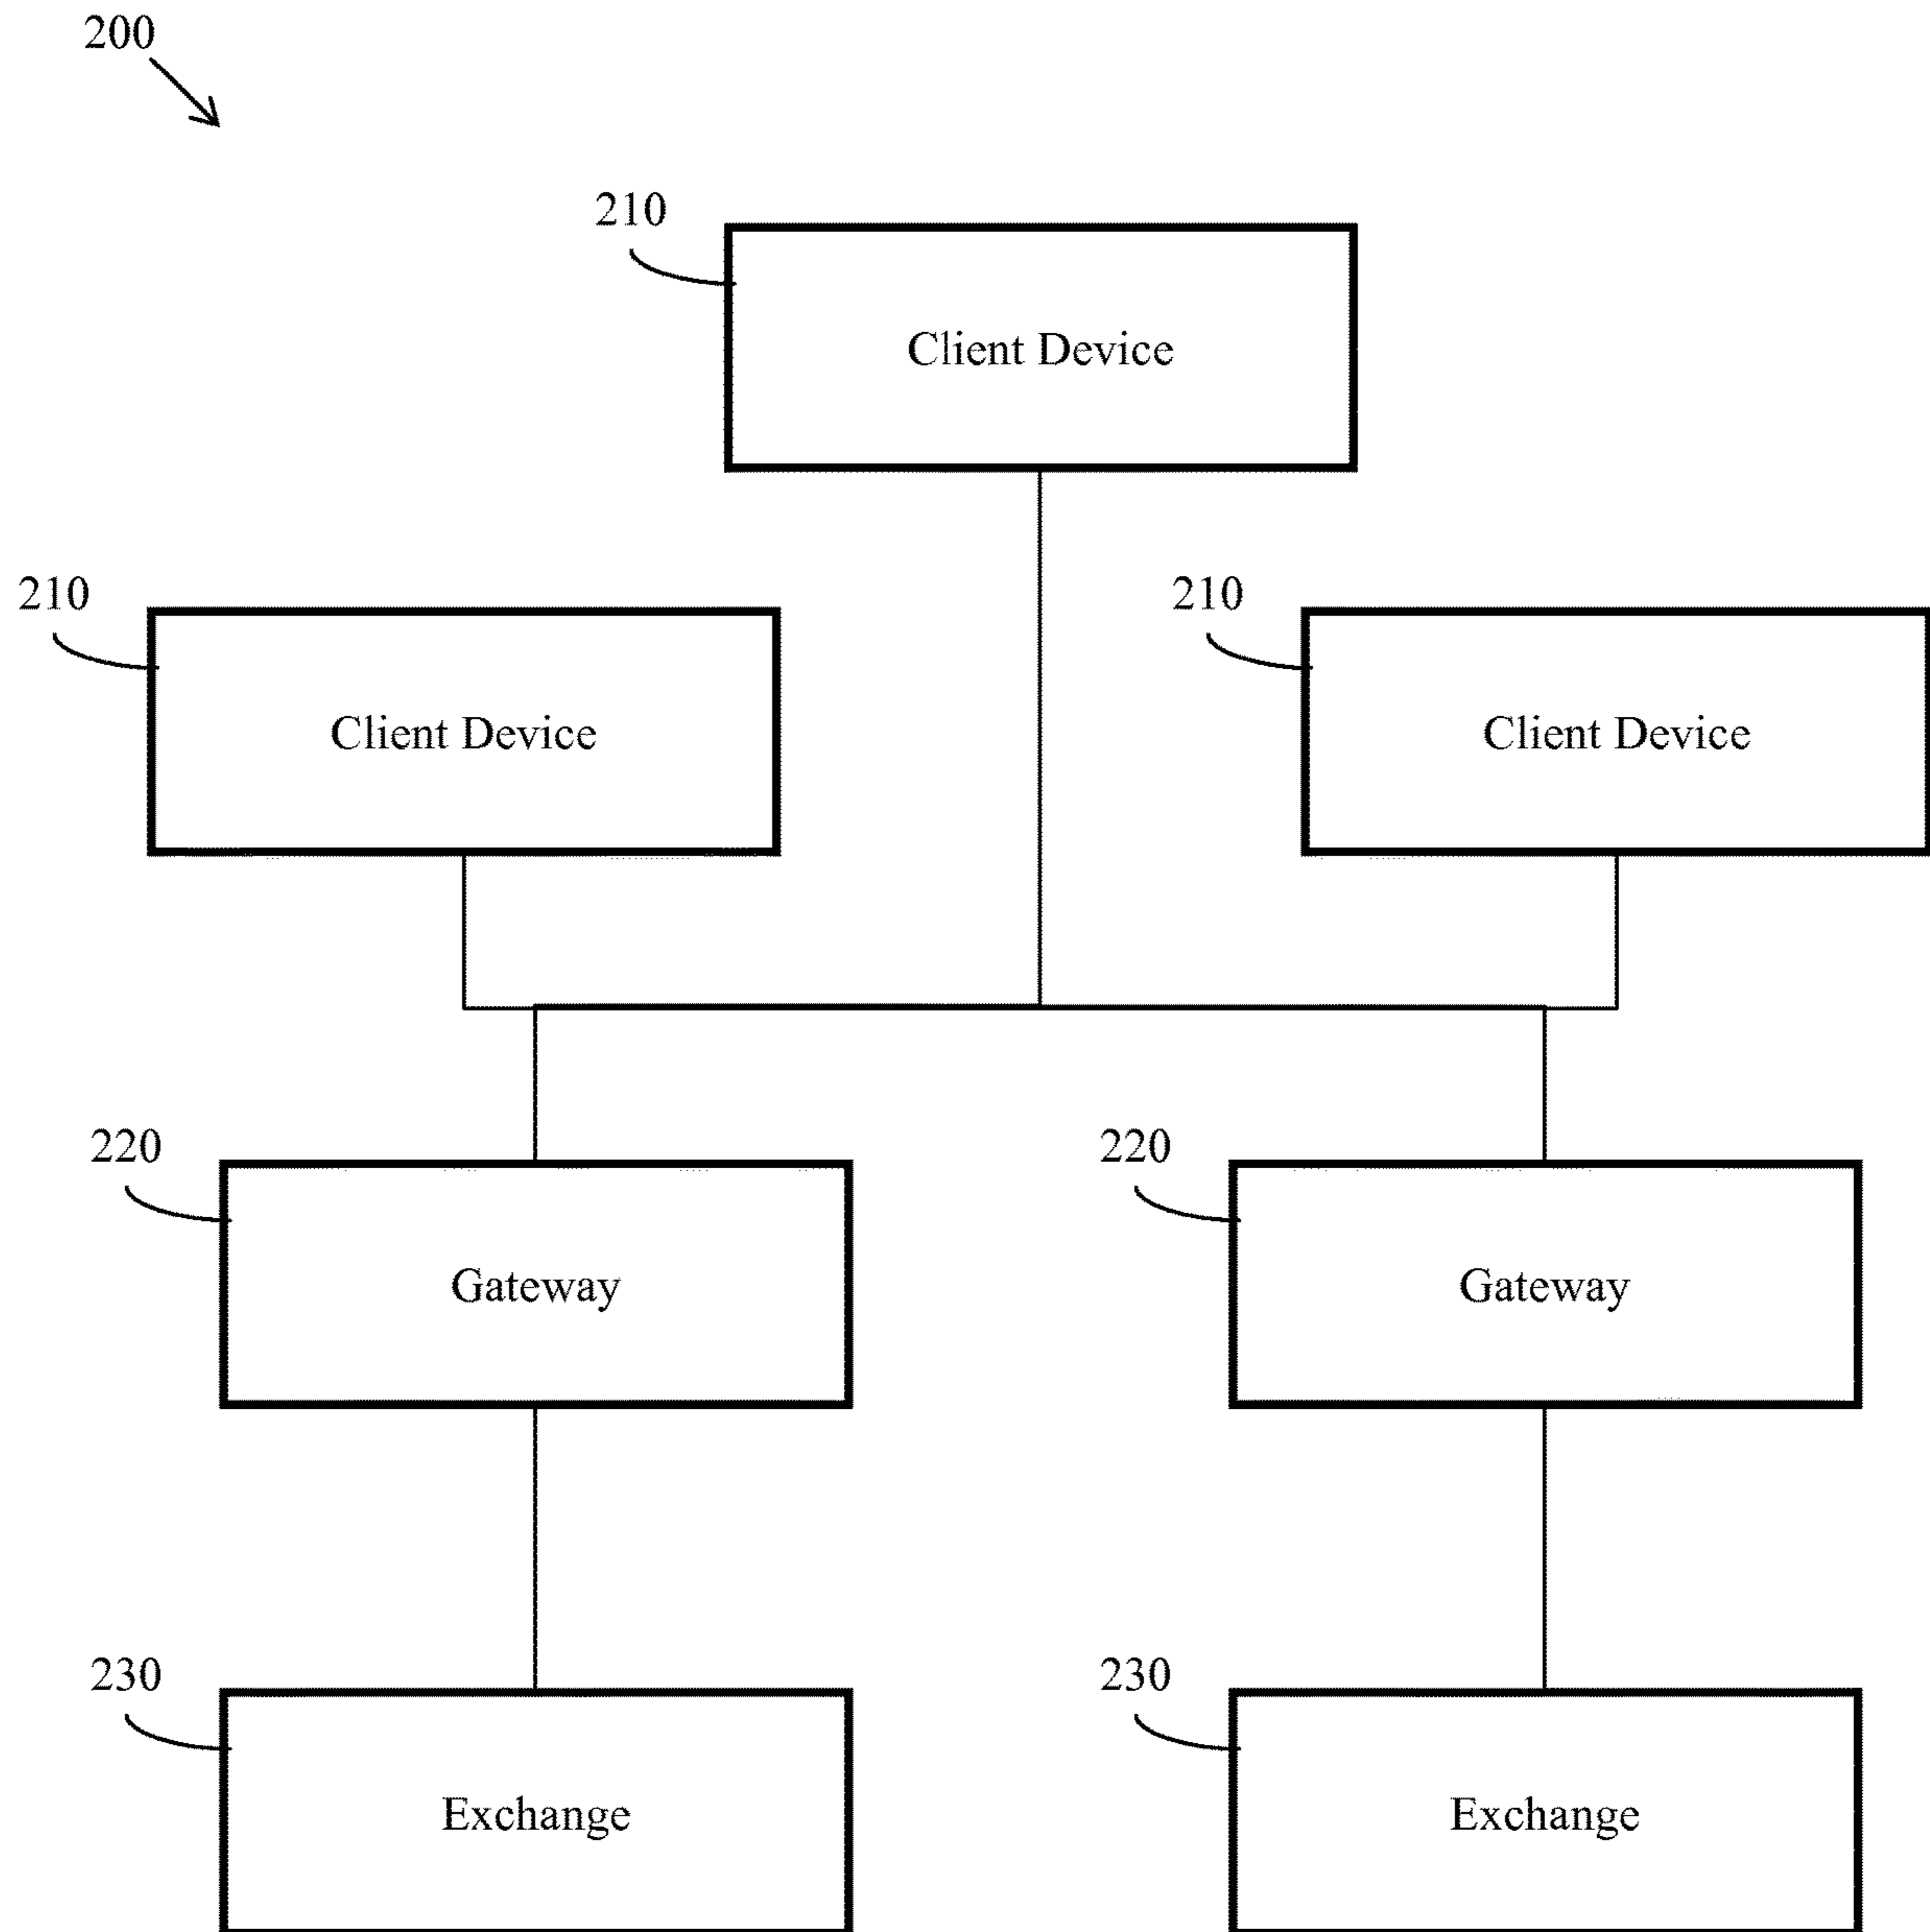 200
210
Client Device
210
210
Client Device
Client Device
220
220
Gateway
Gateway
230
230
Exchange
Exchange